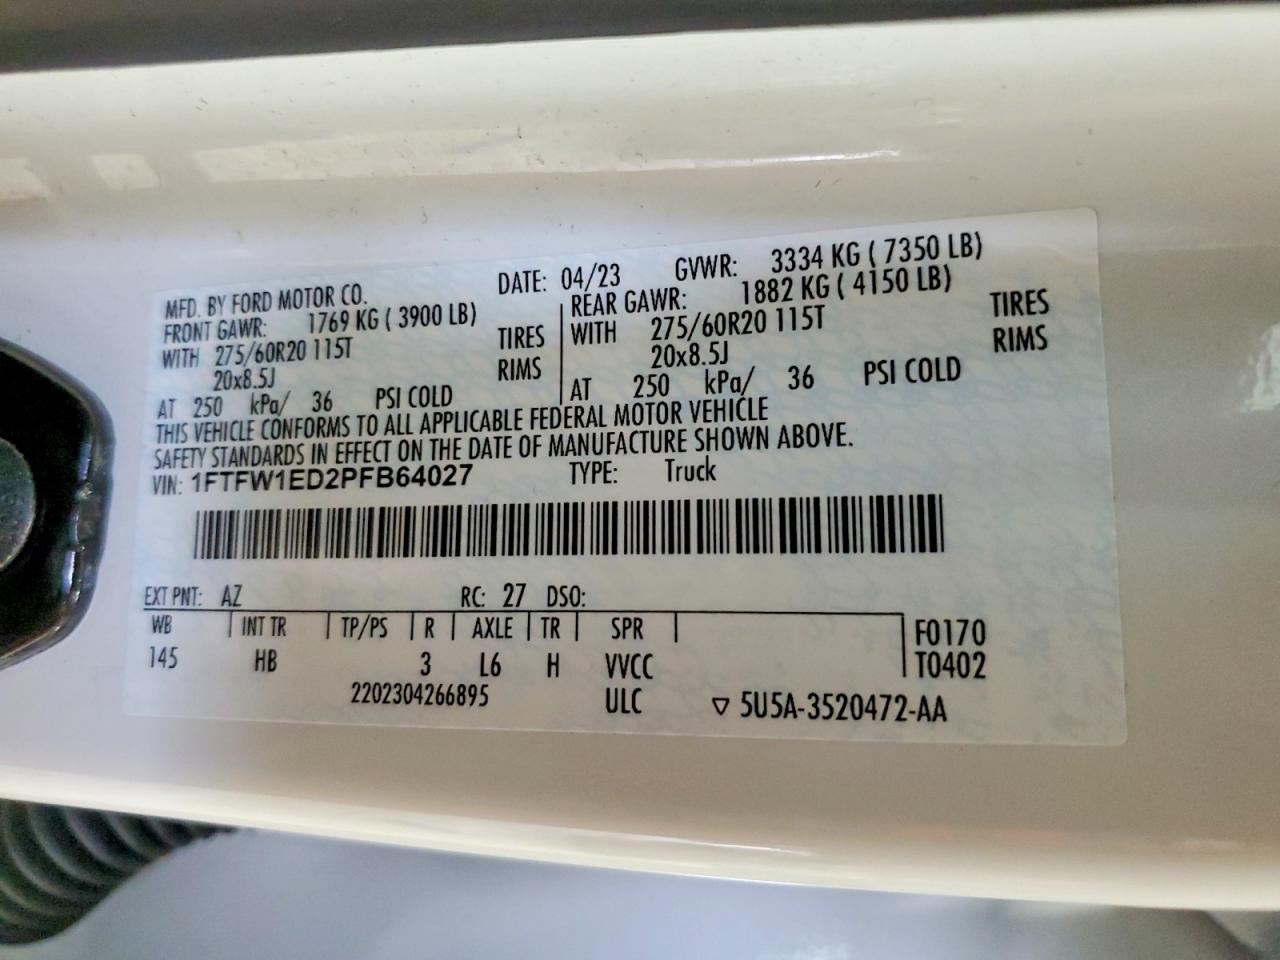 MFD. BY FORD MOTOR CO. DATE: 04/23 GVWR: 3334 KG ( 7350 LB)
FRONT GAWR: 1769 KG ( 3900 LB) REAR GAWR: 1882 KG ( 4150 LB)
WITH 275/60R20 115T TIRES WITH 275/60R20 115T TIRES
20x8.5J RIMS 20x8.5J RIMS
AT 250 kPa/ 36 PSI COLD AT 250 kPa/ 36 PSI COLD
THIS VEHICLE CONFORMS TO ALL APPLICABLE FEDERAL MOTOR VEHICLE
SAFETY STANDARDS IN EFFECT ON THE DATE OF MANUFACTURE SHOWN ABOVE.
VIN: 1FTFW1ED2PFB64027 TYPE: Truck
EXT PNT: AZ RC: 27 DSO:
WB INT TR TP/PS R AXLE TR SPR F0170
145 HB 3 L6 H VVCC T0402
2202304266895 ULC ▽ 5U5A-3520472-AA